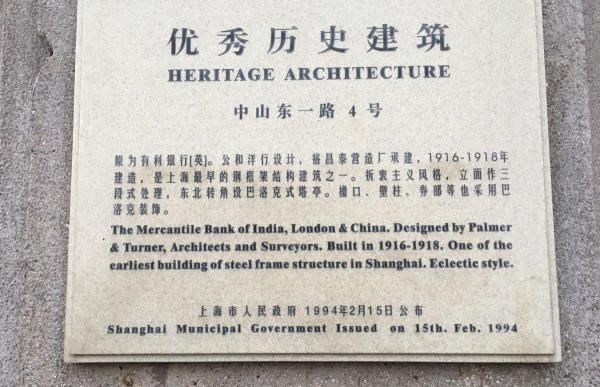 优秀历史建筑
HERITAGE ARCHITECTURE
中山东一路 4 号
原为有利银行[英]。公和洋行设计，裕昌泰营造厂承建，1916-1918年
建造，是上海最早的钢框架结构建筑之一。折衷主义风格，立面作三
段式处理，东北转角设巴洛克式塔亭。檐口、壁柱、券部等也采用巴
洛克装饰。
The Mercantile Bank of India, London & China. Designed by Palmer
& Turner, Architects and Surveyors. Built in 1916-1918. One of the
earliest building of steel frame structure in Shanghai. Eclectic style.
上海市人民政府 1994年2月15日公布
Shanghai Municipal Government Issued on 15th. Feb. 1994